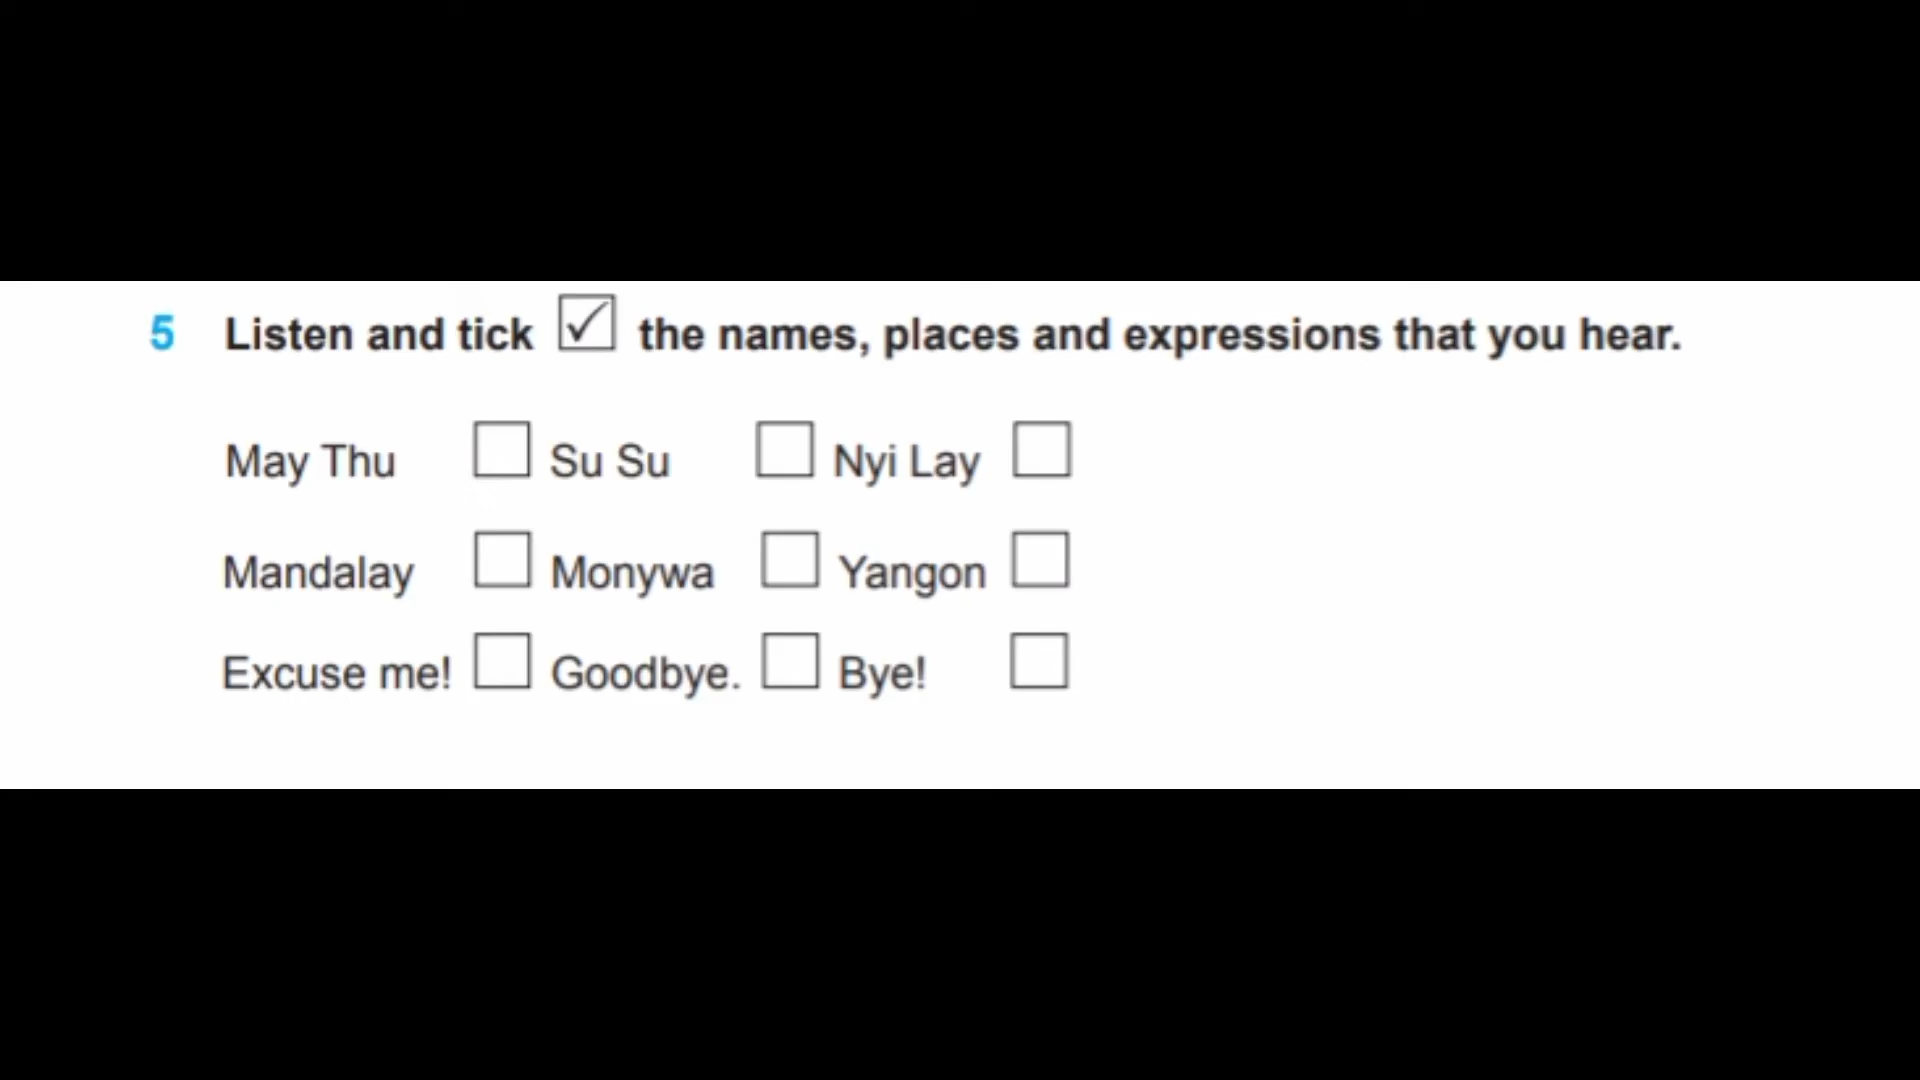 5 Listen and tick ✓ the names, places and expressions that you hear.
May Thu Su Su Nyi Lay
Mandalay Monywa Yangon
Excuse me! Goodbye. Bye!